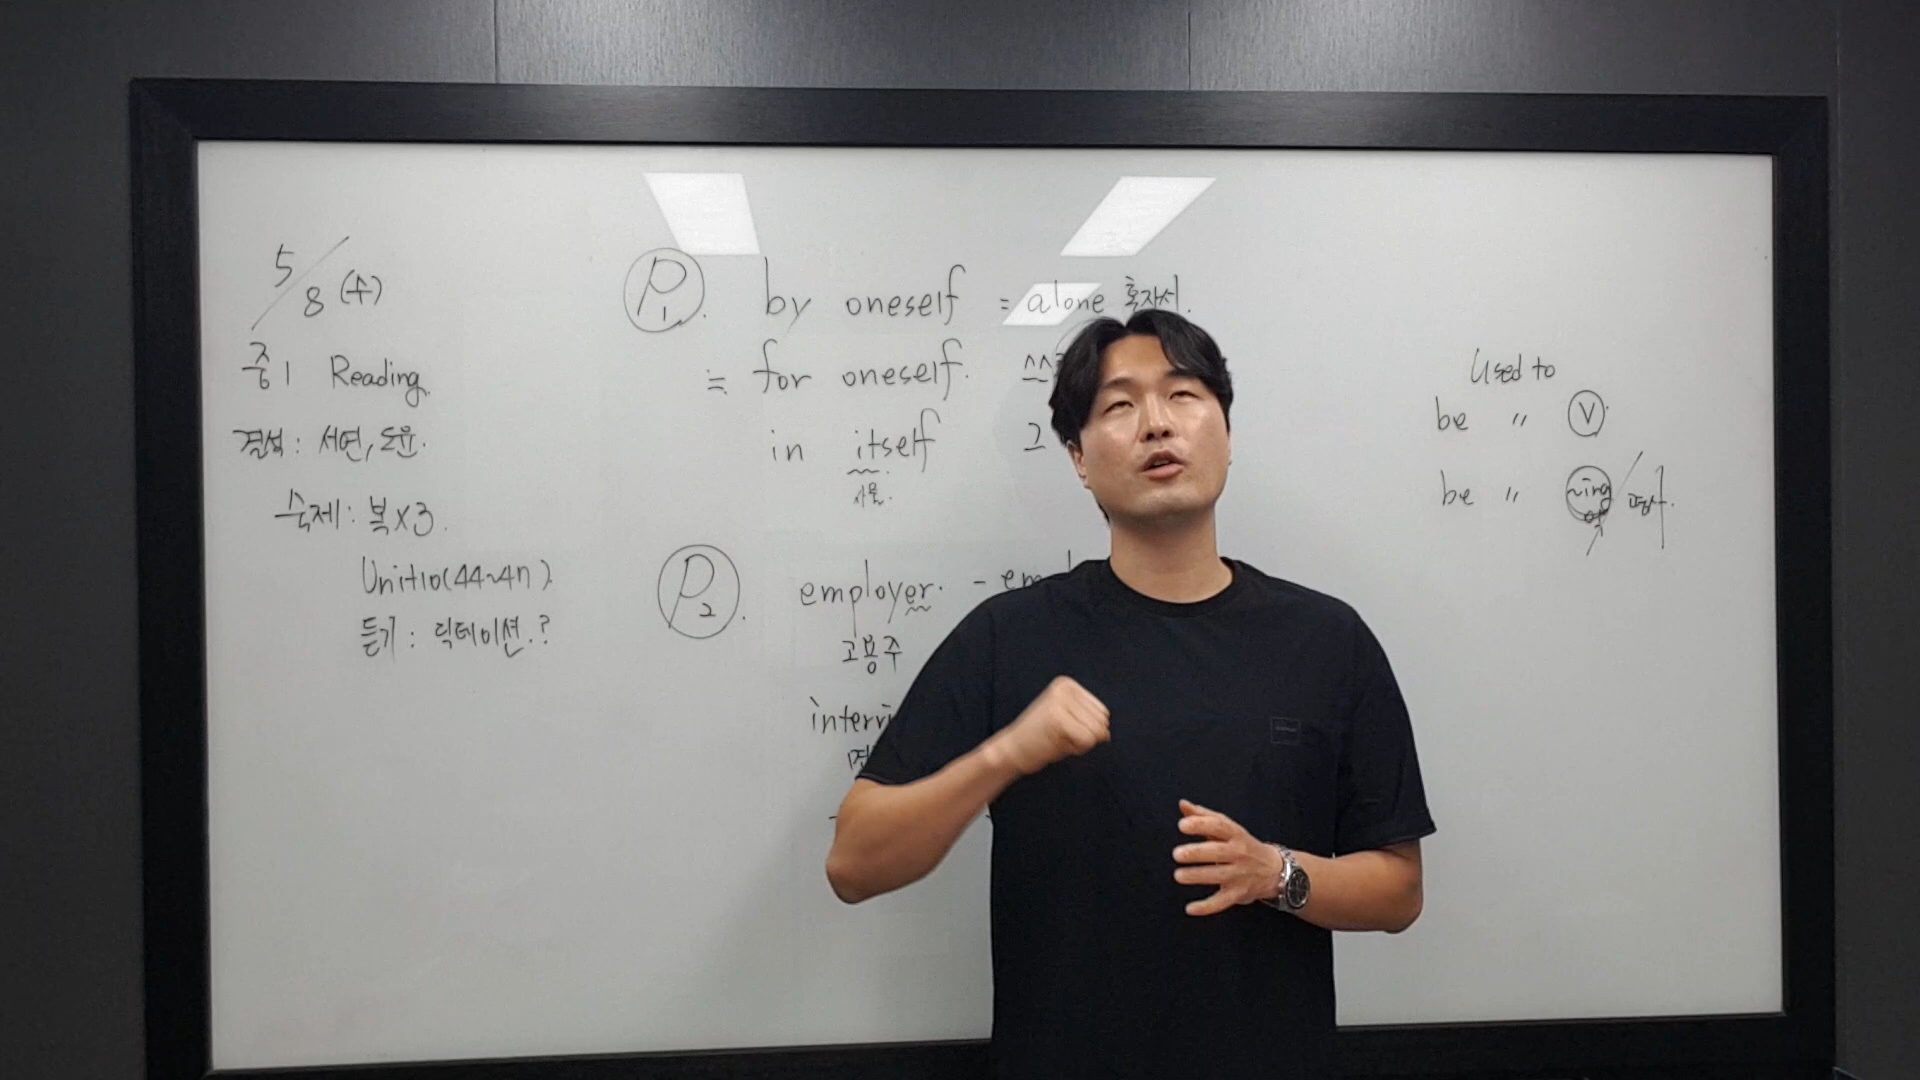 5/8 (수)
중1 Reading
결석: 서연, 도윤.
숙제: 복x3.
Unit10(44~47).
듣기: 딕테이션.?
P1. by oneself = alone 혼자서.
≒ for oneself.
in itself 그
사물.
P2. employer. -
고용주
Used to
be " V
be " ~ing/명사.